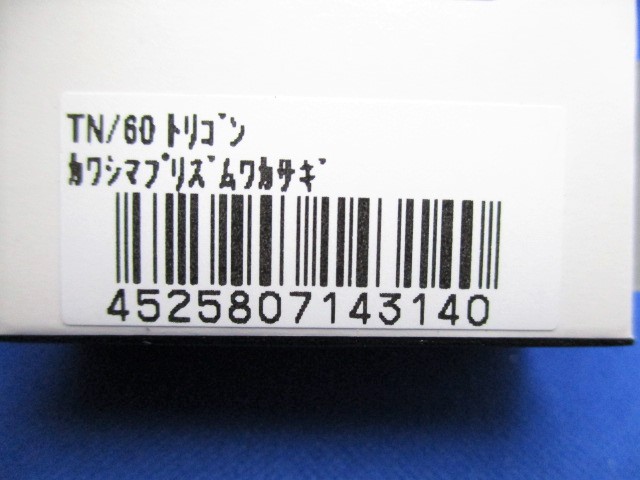 TN/60 ﾄﾘｺﾞﾝ
ｶﾜｼﾏﾌﾟﾘｽﾞﾑﾜｶｻｷﾞ
4525807143140